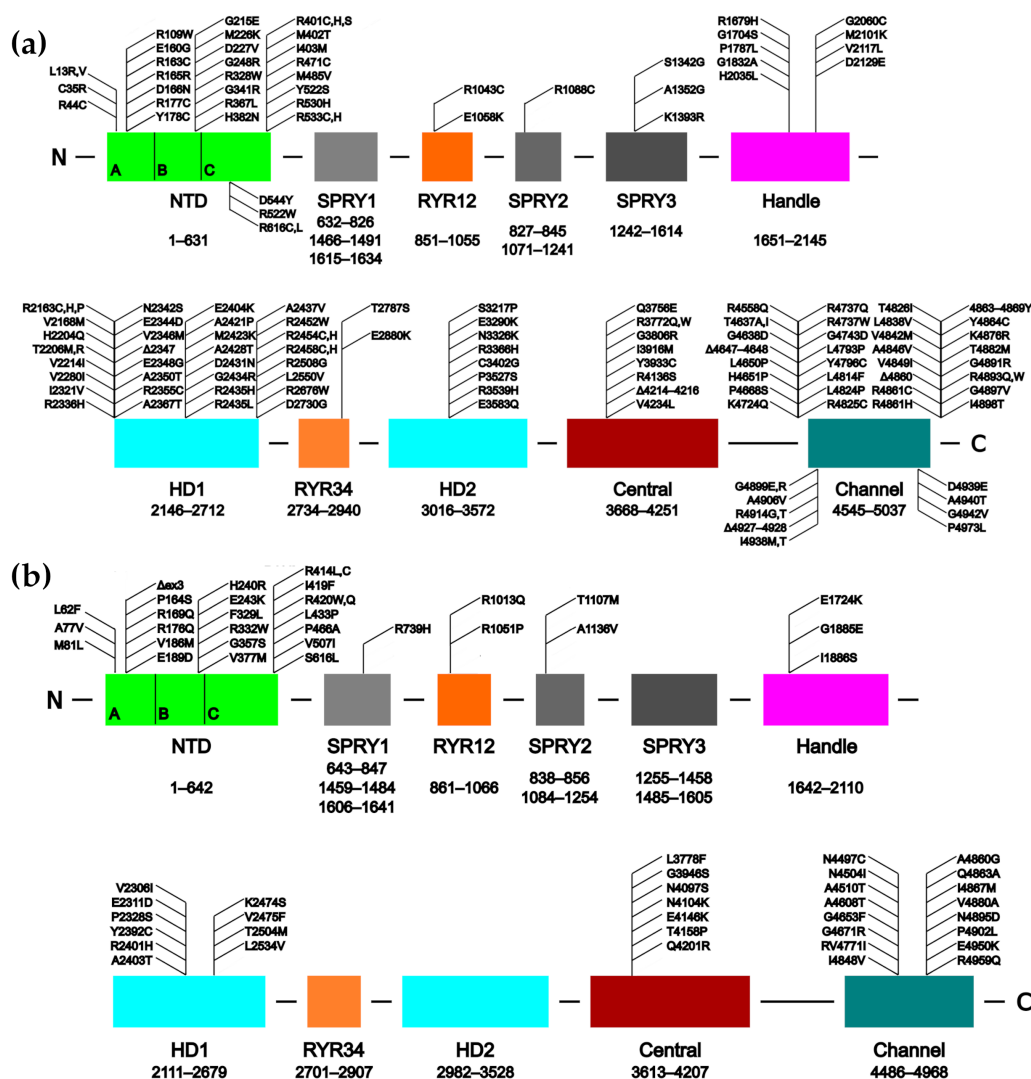 (a)
L13R,V
C35R
R44C
R109W
E160G
R163C
R165R
D166N
R177C
Y178C
G215E
M226K
D227V
G248R
R328W
G341R
R367L
H382N
R401C,H,S
M402T
I403M
R471C
M485V
Y522S
R530H
R533C,H
R1043C
E1058K
R1088C
S1342G
A1352G
K1393R
R1679H
G1704S
P1787L
G1832A
H2035L
G2060C
M2101K
V2117L
D2129E
N
A
B
C
D544Y
R522W
R616C,L
NTD
1–631
SPRY1
632–826
1466–1491
1615–1634
RYR12
851–1055
SPRY2
827–845
1071–1241
SPRY3
1242–1614
Handle
1651–2145
R2163C,H,P
V2168M
H2204Q
T2206M,R
V2214I
V2280I
I2321V
R2336H
N2342S
E2344D
V2346M
Δ2347
E2348G
A2350T
R2355C
A2367T
E2404K
A2421P
M2423K
A2428T
D2431N
G2434R
R2435H
R2435L
A2437V
R2452W
R2454C,H
R2458C,H
R2508G
L2550V
R2676W
D2730G
T2787S
E2880K
S3217P
E3290K
N3326K
R3366H
C3402G
P3527S
R3539H
E3583Q
Q3756E
R3772Q,W
G3806R
I3916M
Y3933C
R4136S
Δ4214–4216
V4234L
R4558Q
T4637A,I
G4638D
Δ4647–4648
L4650P
H4651P
P4668S
K4724Q
R4737Q
R4737W
G4743D
L4793P
Y4796C
L4814F
L4824P
R4825C
T4826I
L4838V
V4842M
A4846V
V4849I
Δ4860
R4861C
R4861H
4863–4869Y
Y4864C
K4876R
T4882M
G4891R
R4893Q,W
G4897V
I4898T
C
G4899E,R
A4906V
R4914G,T
Δ4927–4928
I4938M,T
D4939E
A4940T
G4942V
P4973L
HD1
2146–2712
RYR34
2734–2940
HD2
3016–3572
Central
3668–4251
Channel
4545–5037
(b)
L62F
A77V
M81L
Δex3
P164S
R169Q
R176Q
V186M
E189D
H240R
E243K
F329L
R332W
G357S
V377M
R414L,C
I419F
R420W,Q
L433P
P466A
V507I
S616L
R739H
R1013Q
R1051P
T1107M
A1136V
E1724K
G1885E
I1886S
N
A
B
C
NTD
1–642
SPRY1
643–847
1459–1484
1606–1641
RYR12
861–1066
SPRY2
838–856
1084–1254
SPRY3
1255–1458
1485–1605
Handle
1642–2110
V2306I
E2311D
P2328S
Y2392C
R2401H
A2403T
K2474S
V2475F
T2504M
L2534V
L3778F
G3946S
N4097S
N4104K
E4146K
T4158P
Q4201R
N4497C
N4504I
A4510T
A4608T
G4653F
G4671R
RV4771I
I4848V
A4860G
Q4863A
I4867M
V4880A
N4895D
P4902L
E4950K
R4959Q
C
HD1
2111–2679
RYR34
2701–2907
HD2
2982–3528
Central
3613–4207
Channel
4486–4968